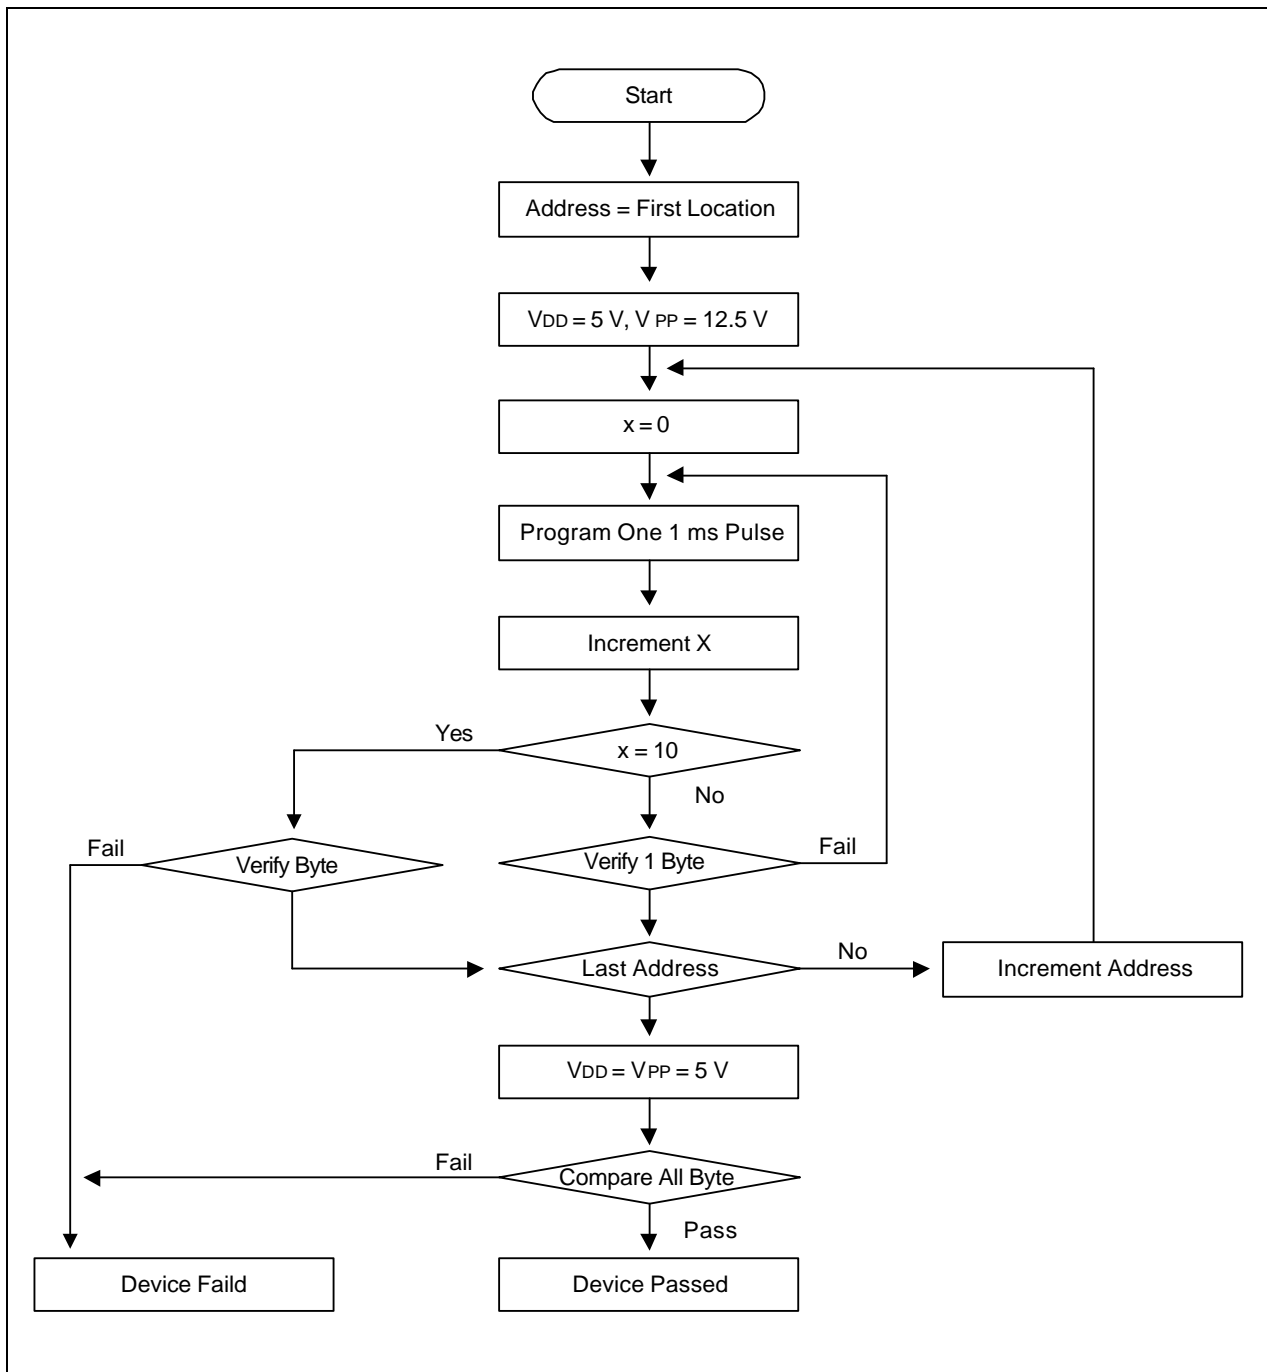 Start
Address = First Location
VDD = 5 V, V PP = 12.5 V
x = 0
Program One 1 ms Pulse
Increment X
Yes
x = 10
No
Fail
Verify Byte
Verify 1 Byte
Fail
Last Address
No
Increment Address
VDD = VPP = 5 V
Fail
Compare All Byte
Pass
Device Faild
Device Passed